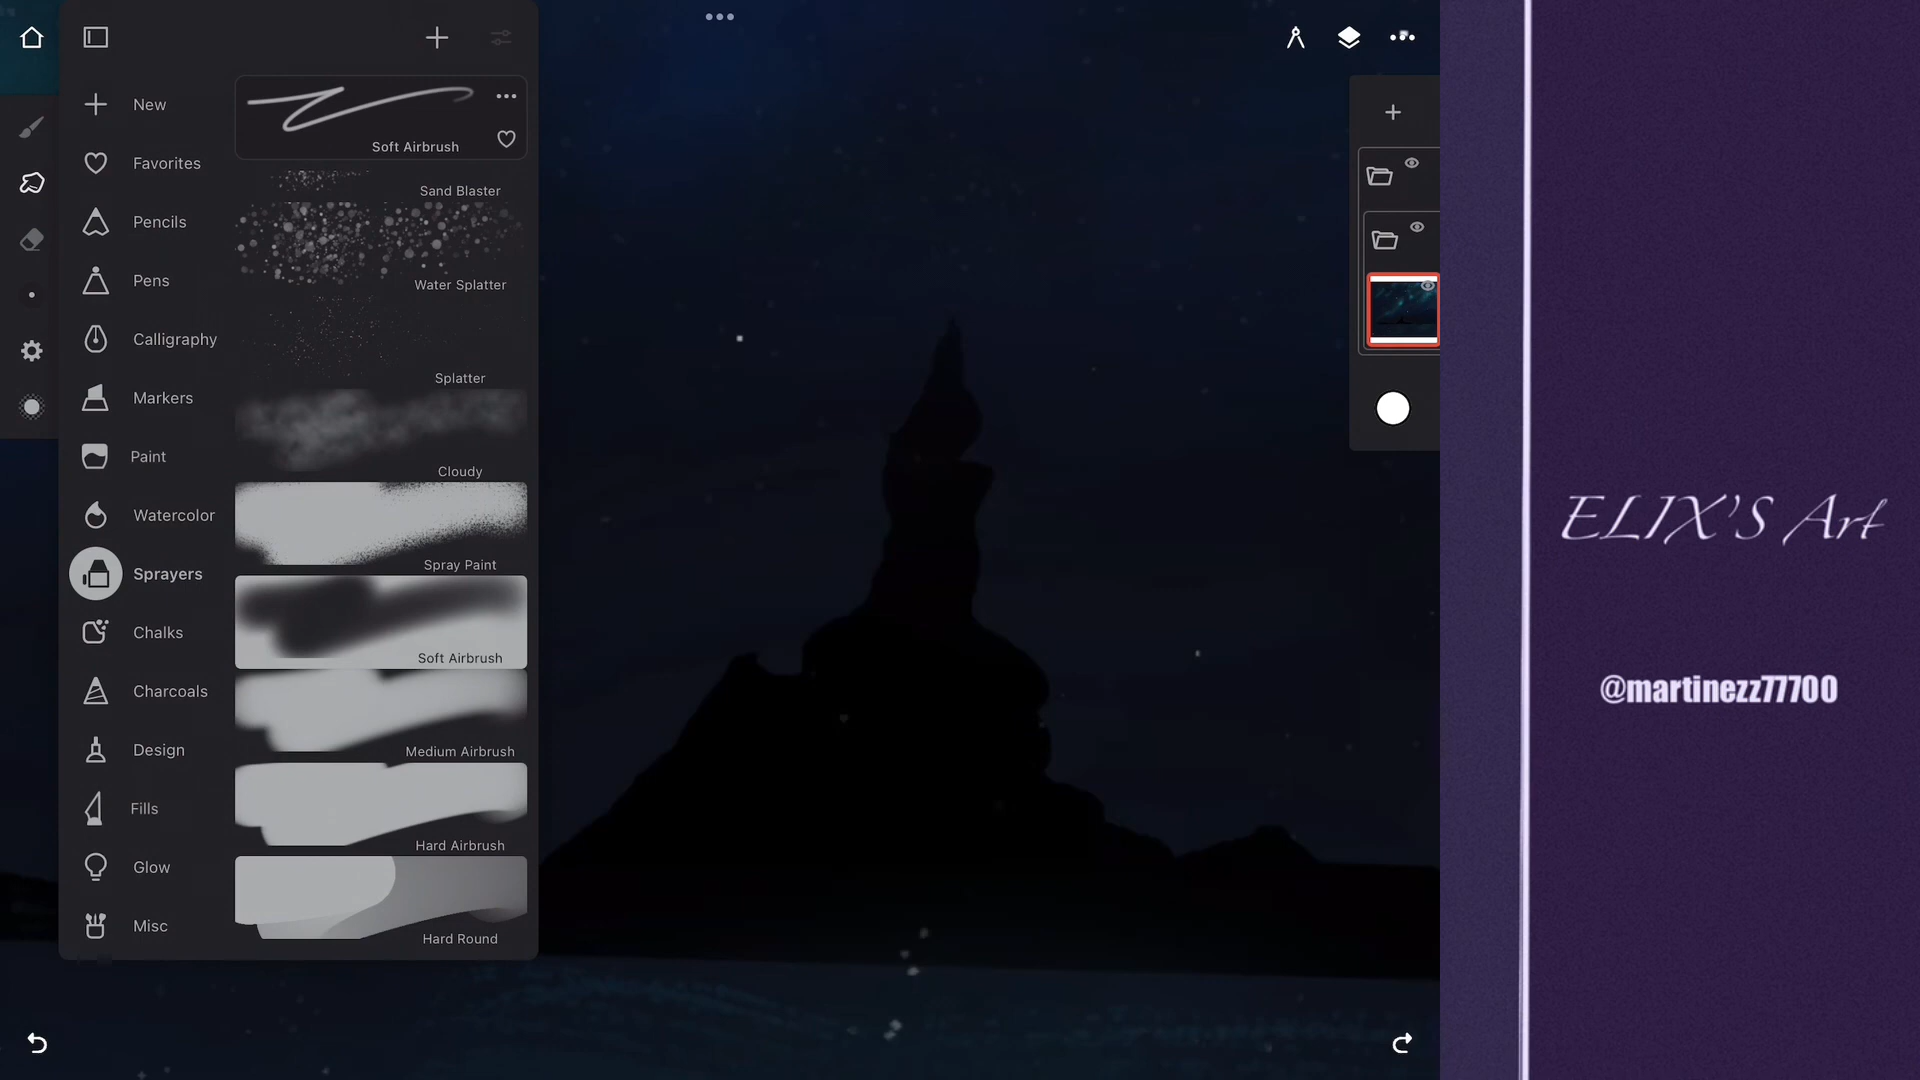 New
Favorites
Pencils
Pens
Calligraphy
Markers
Paint
Watercolor
Sprayers
Chalks
Charcoals
Design
Fills
Glow
Misc
Soft Airbrush
Sand Blaster
Water Splatter
Splatter
Cloudy
Spray Paint
Soft Airbrush
Medium Airbrush
Hard Airbrush
Hard Round
ELIX'S Art
@martinezz77700